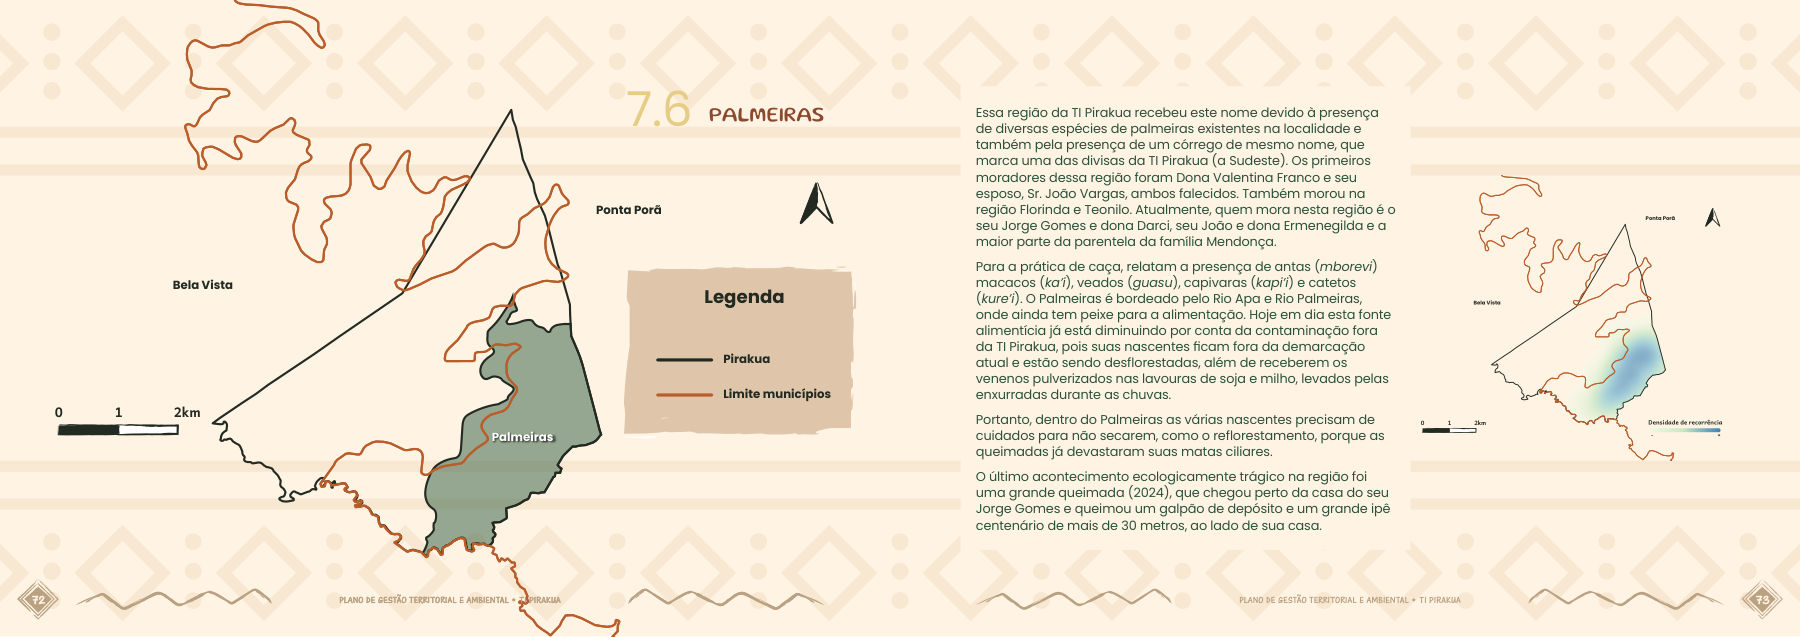 7.6 PALMEIRAS
Ponta Porã
Bela Vista
Legenda
Pirakua
Limite municípios
0 1 2km
Palmeiras
72
PLANO DE GESTÃO TERRITORIAL E AMBIENTAL • TI PIRAKUA
Essa região da TI Pirakua recebeu este nome devido à presença
de diversas espécies de palmeiras existentes na localidade e
também pela presença de um córrego de mesmo nome, que
marca uma das divisas da TI Pirakua (a Sudeste). Os primeiros
moradores dessa região foram Dona Valentina Franco e seu
esposo, Sr. João Vargas, ambos falecidos. Também morou na
região Florinda e Teonilo. Atualmente, quem mora nesta região é o
seu Jorge Gomes e dona Darci, seu João e dona Ermenegilda e a
maior parte da parentela da família Mendonça.
Para a prática de caça, relatam a presença de antas (mborevi)
macacos (ka’i), veados (guasu), capivaras (kapi’i) e catetos
(kure’i). O Palmeiras é bordeado pelo Rio Apa e Rio Palmeiras,
onde ainda tem peixe para a alimentação. Hoje em dia esta fonte
alimentícia já está diminuindo por conta da contaminação fora
da TI Pirakua, pois suas nascentes ficam fora da demarcação
atual e estão sendo desflorestadas, além de receberem os
venenos pulverizados nas lavouras de soja e milho, levados pelas
enxurradas durante as chuvas.
Portanto, dentro do Palmeiras as várias nascentes precisam de
cuidados para não secarem, como o reflorestamento, porque as
queimadas já devastaram suas matas ciliares.
O último acontecimento ecologicamente trágico na região foi
uma grande queimada (2024), que chegou perto da casa do seu
Jorge Gomes e queimou um galpão de depósito e um grande ipê
centenário de mais de 30 metros, ao lado de sua casa.
Ponta Porã
Bela Vista
0 1 2km
Densidade de recorrência
- +
PLANO DE GESTÃO TERRITORIAL E AMBIENTAL • TI PIRAKUA
73